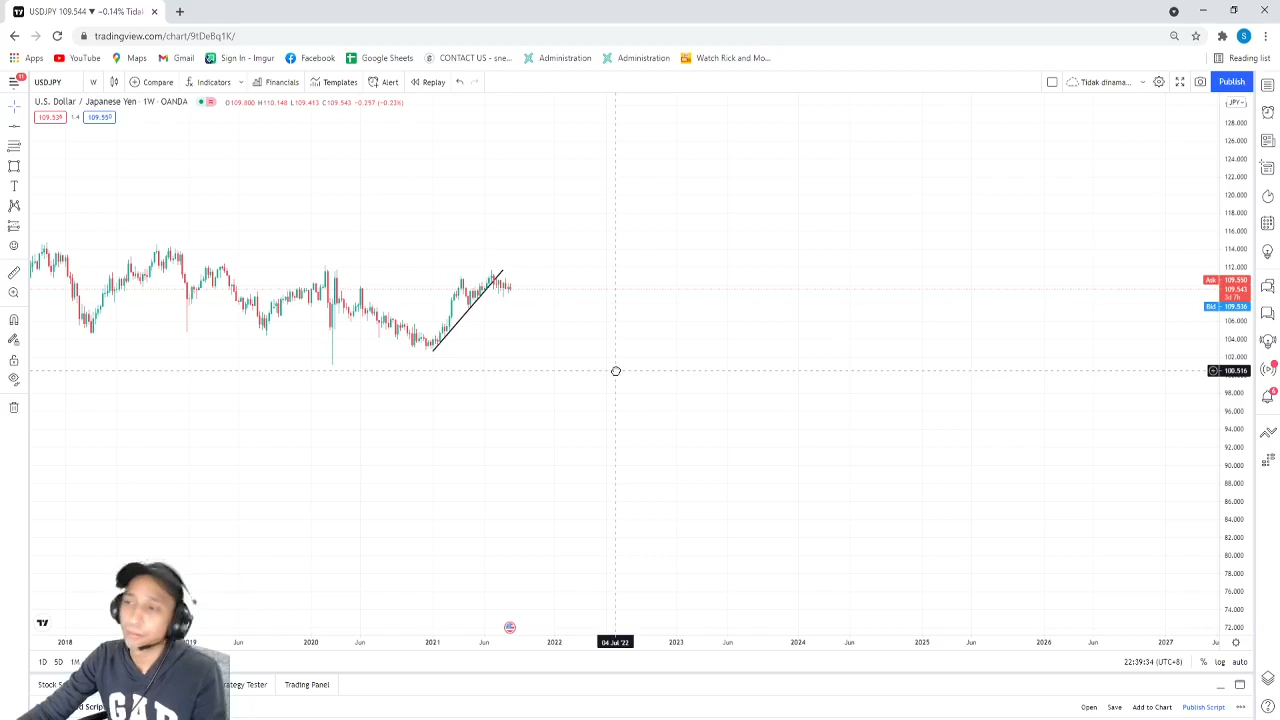 USDJPY 109.544 ▼ −0.14% Tidak
tradingview.com/chart/9tDeBq1K/
Apps YouTube Maps Gmail Sign In - Imgur Facebook Google Sheets CONTACT US - sne... Administration Administration Watch Rich and Mo... Reading list
11 USDJPY W Compare Indicators Financials Templates Alert Replay Tidak dinama... Publish
U.S. Dollar / Japanese Yen · 1W · OANDA O109.800 H110.148 L109.413 C109.543 −0.257 (−0.23%)
JPY
109.539 1.4 109.550
128.000
126.000
124.000
122.000
120.000
118.000
116.000
114.000
112.000
Ask 109.550
109.543
3d 7h
Bid 109.536
106.000
104.000
102.000
100.516
98.000
96.000
94.000
92.000
90.000
88.000
86.000
84.000
82.000
80.000
78.000
76.000
74.000
72.000
2018 2019 Jun 2020 Jun 2021 Jun 2022 04 Jul '22 2023 Jun 2024 Jun 2025 Jun 2026 Jun 2027 Ju
1D 5D 1M 22:39:34 (UTC+8) % log auto
Stock Strategy Tester Trading Panel
Open Save Add to Chart Publish Script
GAP